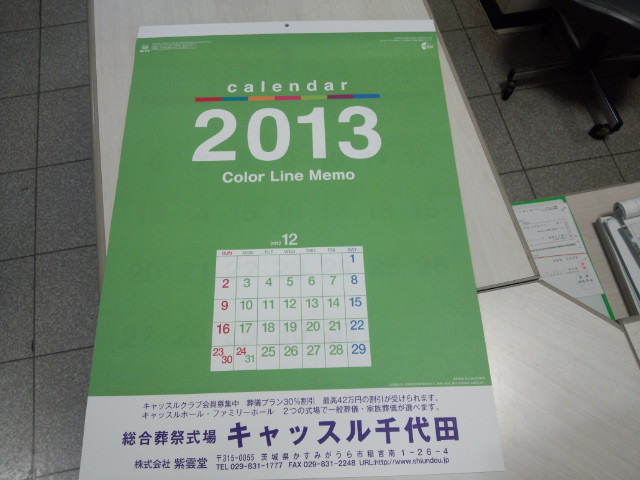 calendar
2013
Color Line Memo
2012 12
SUN MON TUE WED THU FRI SAT
1
2 3 4 5 6 7 8
9 10 11 12 13 14 15
16 17 18 19 20 21 22
23/30 24/31 25 26 27 28 29
キャッスルクラブ会員募集中 葬儀プラン30%割引 最高42万円の割引が受けられます。
キャッスルホール・ファミリーホール 2つの式場で一般葬儀・家族葬儀が選べます。
総合葬祭式場 キャッスル千代田
株式会社 紫雲堂 〒315-0055 茨城県かすみがうら市稲吉南1-26-4
TEL 029-831-1777 FAX 029-831-2248 URL:http://www.shiundou.jp